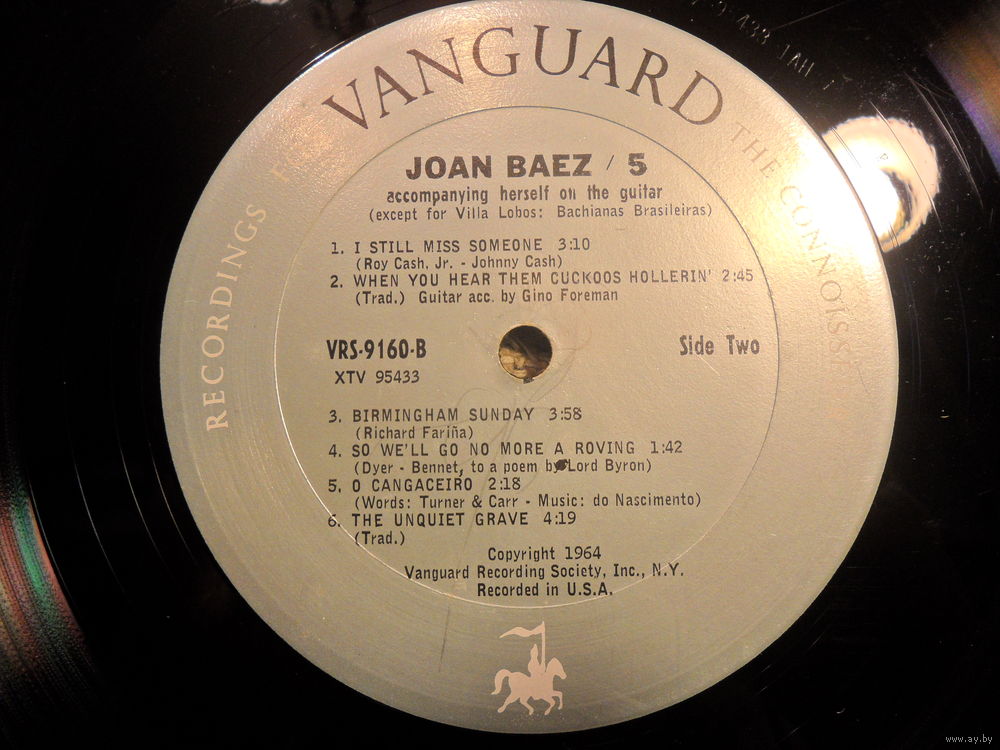 VANGUARD
RECORDINGS
THE CONNOISS
JOAN BAEZ / 5
accompanying herself on the guitar
(except for Villa Lobos: Bachianas Brasileiras)
1. I STILL MISS SOMEONE 3:10
(Roy Cash, Jr. - Johnny Cash)
2. WHEN YOU HEAR THEM CUCKOOS HOLLERIN' 2:45
(Trad.) Guitar acc. by Gino Foreman
VRS-9160-B
Side Two
XTV 95433
3. BIRMINGHAM SUNDAY 3:58
(Richard Fariña)
4. SO WE'LL GO NO MORE A ROVING 1:42
(Dyer - Bennet, to a poem by Lord Byron)
5. O CANGACEIRO 2:18
(Words: Turner & Carr - Music: do Nascimento)
6. THE UNQUIET GRAVE 4:19
(Trad.)
Copyright 1964
Vanguard Recording Society, Inc., N.Y.
Recorded in U.S.A.
www.ay.by